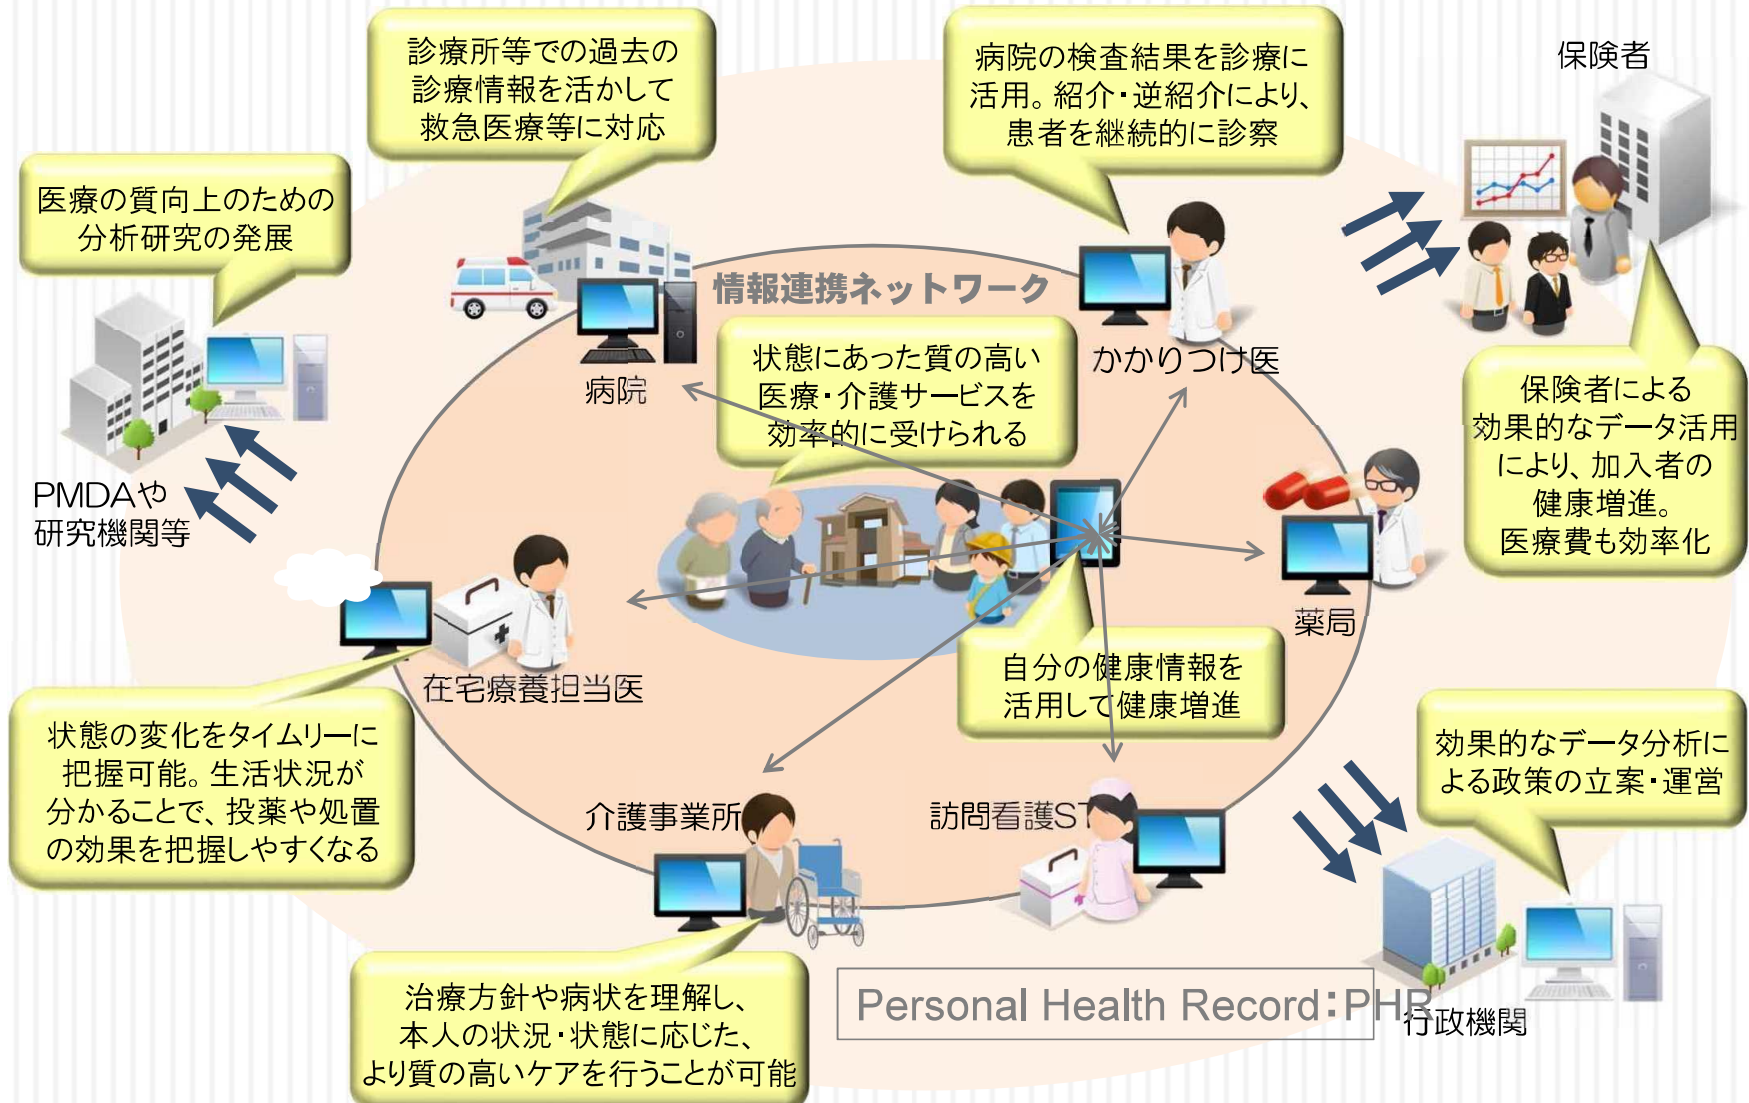 診療所等での過去の
診療情報を活かして
救急医療等に対応
病院の検査結果を診療に
活用。紹介・逆紹介により、
患者を継続的に診察
保険者
医療の質向上のための
分析研究の発展
情報連携ネットワーク
病院
状態にあった質の高い
医療・介護サービスを
効率的に受けられる
かかりつけ医
保険者による
効果的なデータ活用
により、加入者の
健康増進。
医療費も効率化
PMDAや
研究機関等
薬局
在宅療養担当医
自分の健康情報を
活用して健康増進
状態の変化をタイムリーに
把握可能。生活状況が
分かることで、投薬や処置
の効果を把握しやすくなる
効果的なデータ分析に
よる政策の立案・運営
介護事業所
訪問看護ST
治療方針や病状を理解し、
本人の状況・状態に応じた、
より質の高いケアを行うことが可能
Personal Health Record：PHR
行政機関